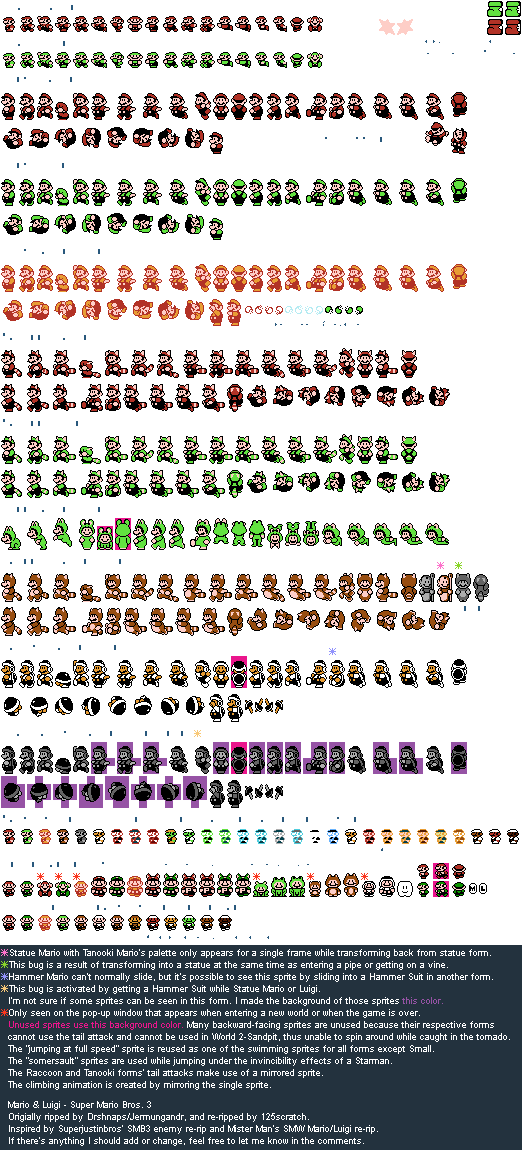 M L
Statue Mario with Tanooki Mario's palette only appears for a single frame while transforming back from statue form.
This bug is a result of transforming into a statue at the same time as entering a pipe or getting on a vine.
Hammer Mario can't normally slide, but it's possible to see this sprite by sliding into a Hammer Suit in another form.
This bug is activated by getting a Hammer Suit while Statue Mario or Luigi.
I'm not sure if some sprites can be seen in this form. I made the background of those sprites this color.
Only seen on the pop-up window that appears when entering a new world or when the game is over.
Unused sprites use this background color. Many backward-facing sprites are unused because their respective forms
cannot use the tail attack and cannot be used in World 2-Sandpit, thus unable to spin around while caught in the tornado.
The "jumping at full speed" sprite is reused as one of the swimming sprites for all forms except Small.
The "somersault" sprites are used while jumping under the invincibility effects of a Starman.
The Raccoon and Tanooki forms' tail attacks make use of a mirrored sprite.
The climbing animation is created by mirroring the single sprite.
Mario & Luigi - Super Mario Bros. 3
Origially ripped by Drshnaps/Jermungandr, and re-ripped by 125scratch.
Inspired by Superjustinbros' SMB3 enemy re-rip and Mister Man's SMW Mario/Luigi re-rip.
If there's anything I should add or change, feel free to let me know in the comments.